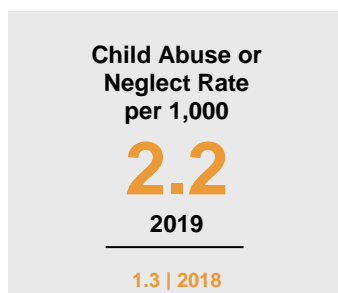 Child Abuse or
Neglect Rate
per 1,000
2.2
2019
1.3 | 2018